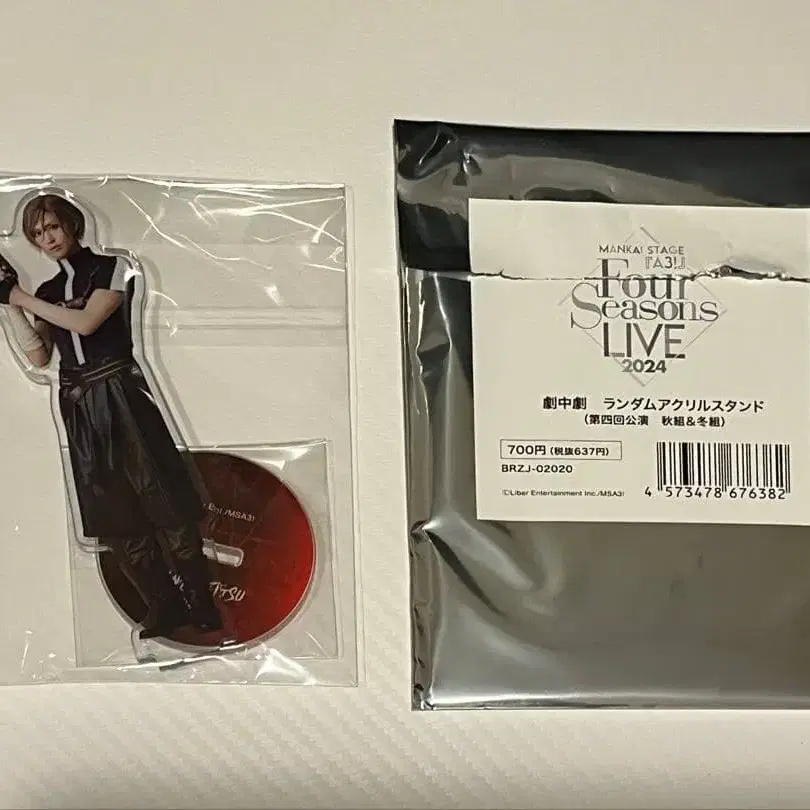 MANKAI STAGE
『A3!』
Four
Seasons
LIVE
2024
劇中劇 ランダムアクリルスタンド
(第四回公演 秋組&冬組)
700円(税抜637円)
BRZJ-02020
©Liber Entertainment Inc./MSA3!
4 573478 676382
/MSA3!